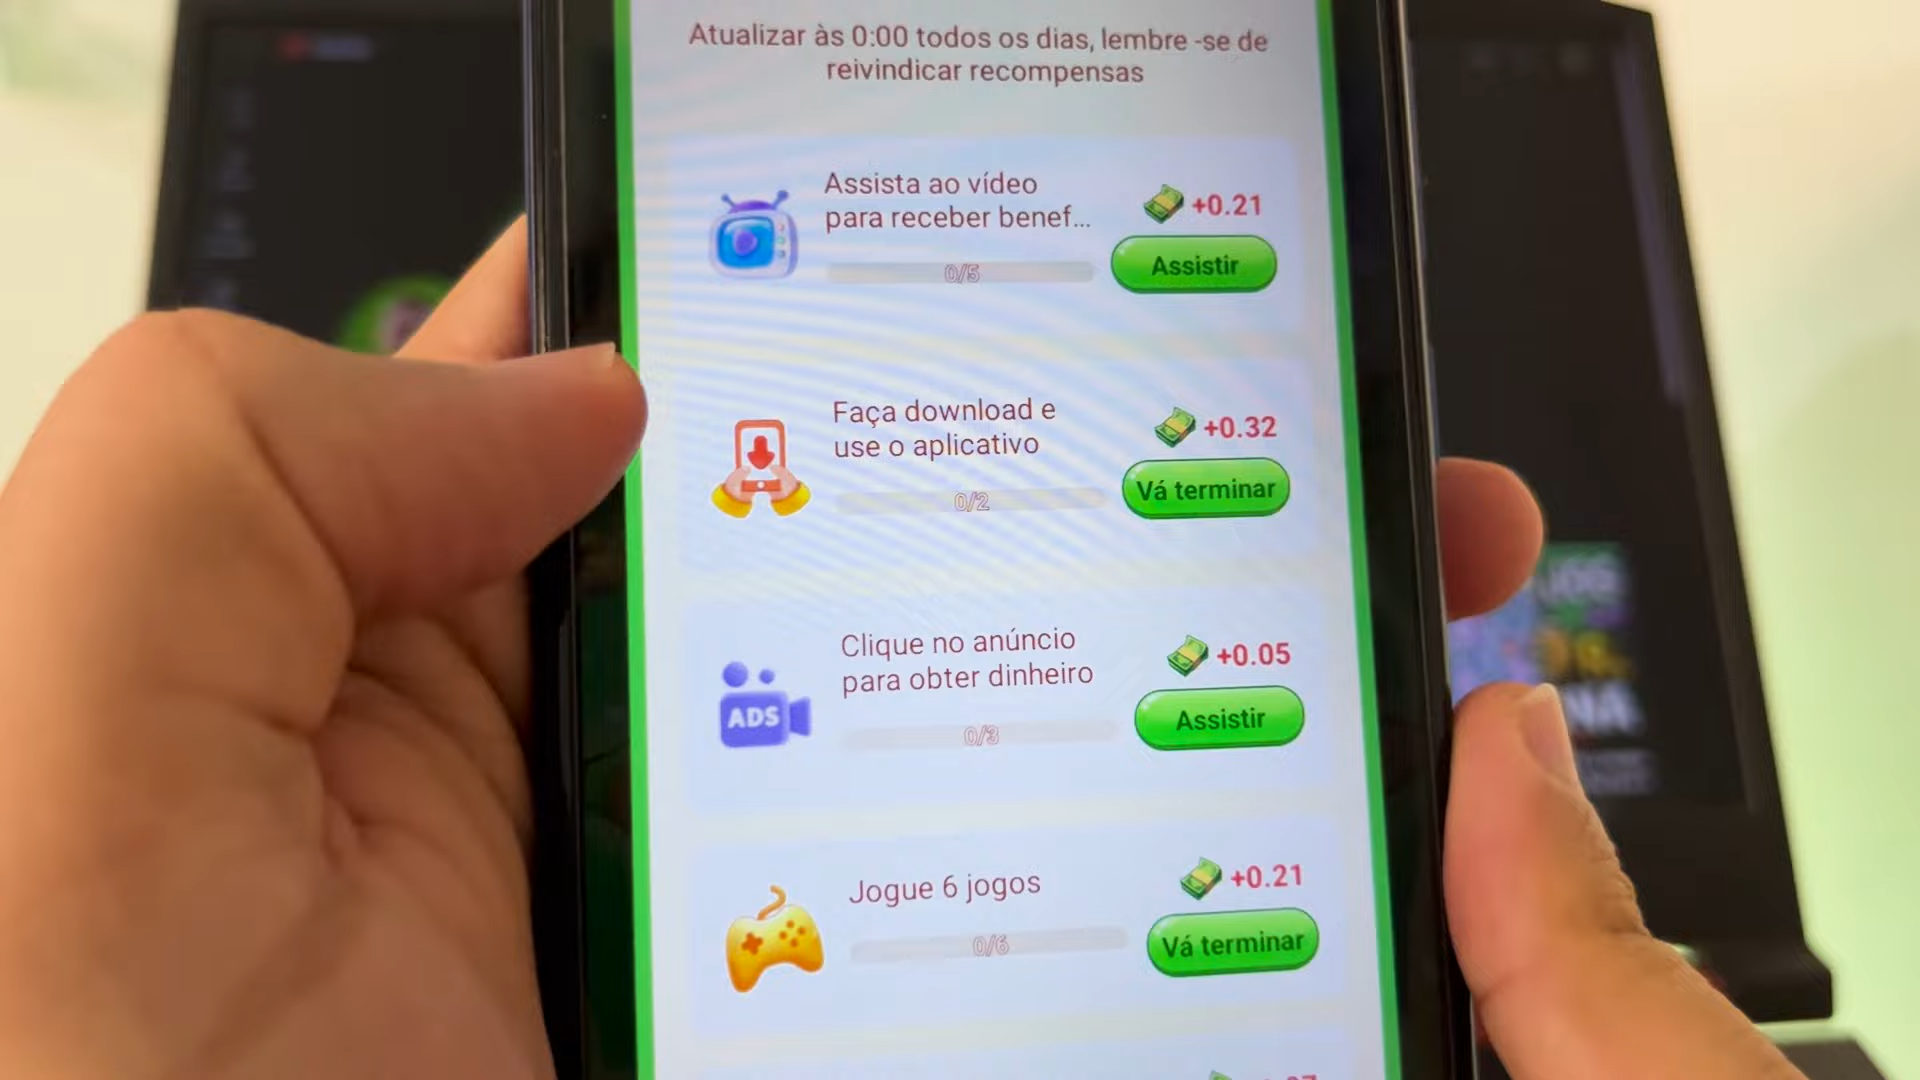 Atualizar às 0:00 todos os dias, lembre -se de
reivindicar recompensas
Assista ao vídeo
para receber benef...
0/5
+0.21
Assistir
Faça download e
use o aplicativo
0/2
+0.32
Vá terminar
ADS
Clique no anúncio
para obter dinheiro
0/3
+0.05
Assistir
Jogue 6 jogos
0/6
+0.21
Vá terminar